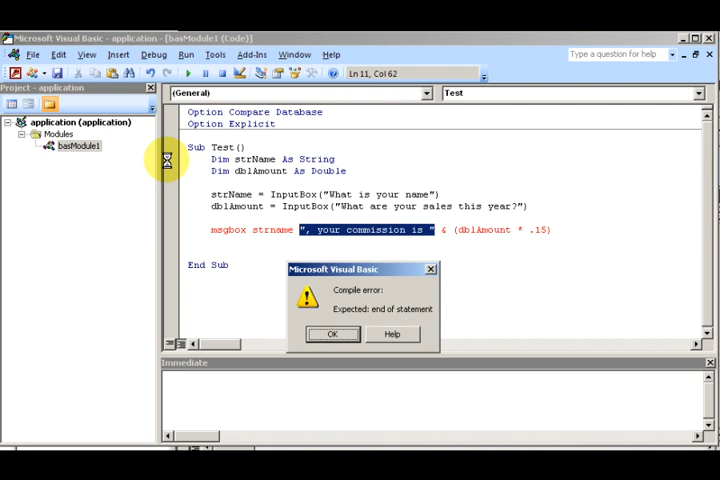 Microsoft Visual Basic - application - [basModule1 (Code)]
File Edit View Insert Debug Run Tools Add-Ins Window Help
Type a question for help
Ln 11, Col 62
Project - application
(General) Test
application (application)
Modules
basModule1
Option Compare Database
Option Explicit
Sub Test()
Dim strName As String
Dim dblAmount As Double
strName = InputBox("What is your name")
dblAmount = InputBox("What are your sales this year?")
msgbox strname ", your commission is " & (dblAmount * .15)
End Sub
Microsoft Visual Basic
Compile error:
Expected: end of statement
OK Help
Immediate